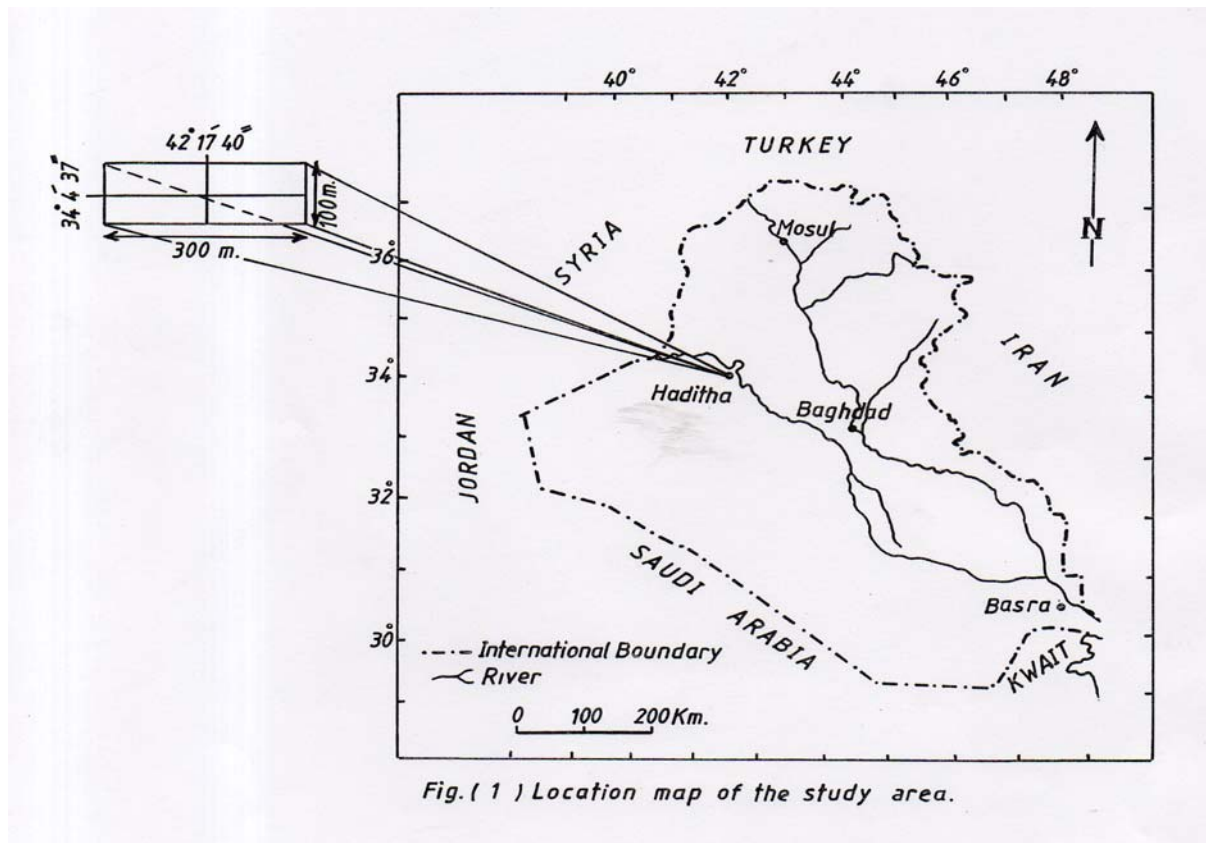 40° 42° 44° 46° 48°
42° 17′ 40″
34° 4′ 37″
100 m.
300 m.
36°
34°
32°
30°
TURKEY
N
Mosul
SYRIA
IRAN
Haditha
Baghdad
JORDAN
SAUDI ARABIA
Basra
KWAIT
International Boundary
River
0 100 200 Km.
Fig. ( 1 ) Location map of the study area.